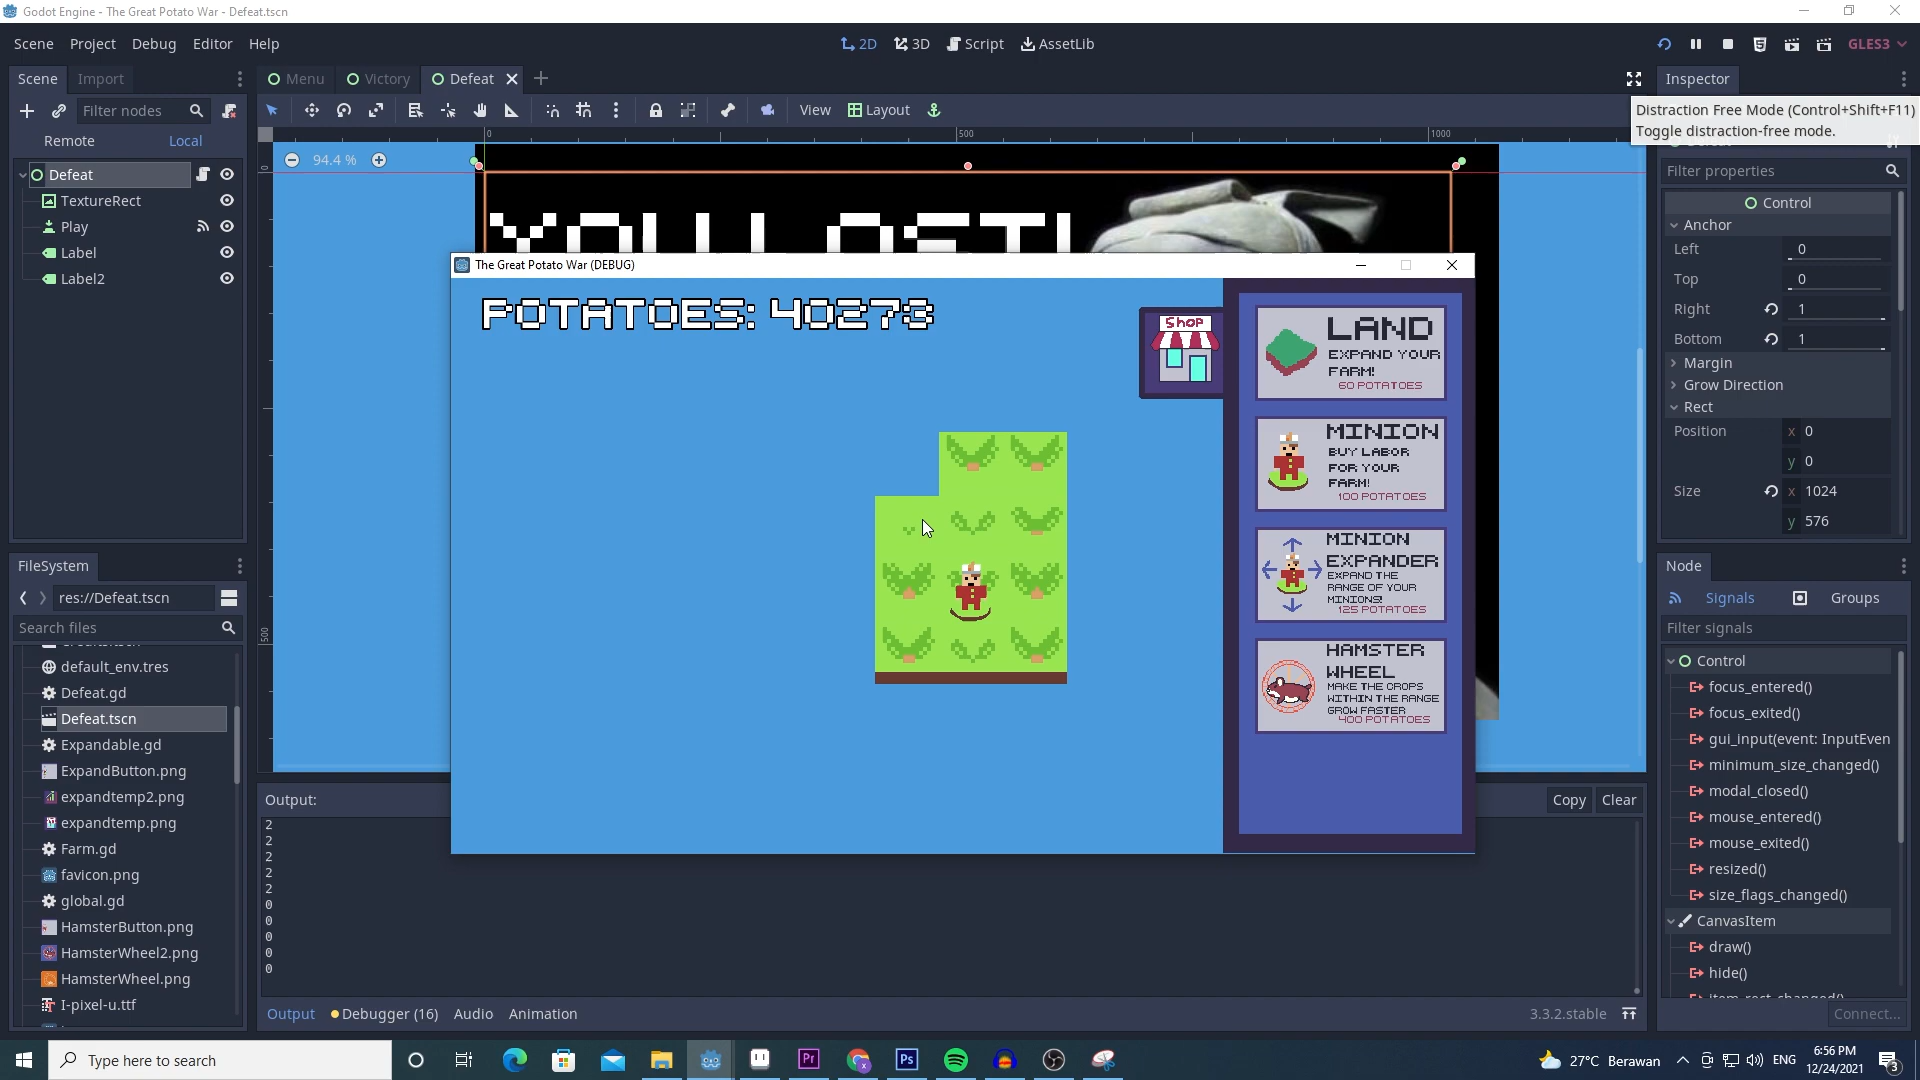 Godot Engine - The Great Potato War - Defeat.tscn
Scene Project Debug Editor Help
2D 3D Script AssetLib
GLES3
Scene Import
Menu Victory Defeat
Inspector
Filter nodes
View Layout
Distraction Free Mode (Control+Shift+F11)
Toggle distraction-free mode.
Remote Local
0 500 1000
94.4 %
Filter properties
Defeat
TextureRect
Play
Label
Label2
Control
Anchor
Left 0
Top 0
Right 1
Bottom 1
Margin
Grow Direction
Rect
Position x 0
y 0
Size x 1024
y 576
The Great Potato War (DEBUG)
POTATOES: 40273
SHOP
LAND
EXPAND YOUR
FARM!
60 POTATOES
MINION
BUY LABOR
FOR YOUR
FARM!
100 POTATOES
MINION
EXPANDER
EXPAND THE
RANGE OF YOUR
MINIONS!
125 POTATOES
HAMSTER
WHEEL
MAKE THE CROPS
WITHIN THE RANGE
GROW FASTER
400 POTATOES
0
500
FileSystem
res://Defeat.tscn
Search files
default_env.tres
Defeat.gd
Defeat.tscn
Expandable.gd
ExpandButton.png
expandtemp2.png
expandtemp.png
Farm.gd
favicon.png
global.gd
HamsterButton.png
HamsterWheel2.png
HamsterWheel.png
I-pixel-u.ttf
Output: Copy Clear
2
2
2
2
2
0
0
0
0
0
Output Debugger (16) Audio Animation 3.3.2.stable
Node
Signals Groups
Filter signals
Control
focus_entered()
focus_exited()
gui_input(event: InputEven
minimum_size_changed()
modal_closed()
mouse_entered()
mouse_exited()
resized()
size_flags_changed()
CanvasItem
draw()
hide()
item_rect_changed()
Connect...
Type here to search
Pr
Ps
27°C Berawan
ENG
6:56 PM
12/24/2021
3